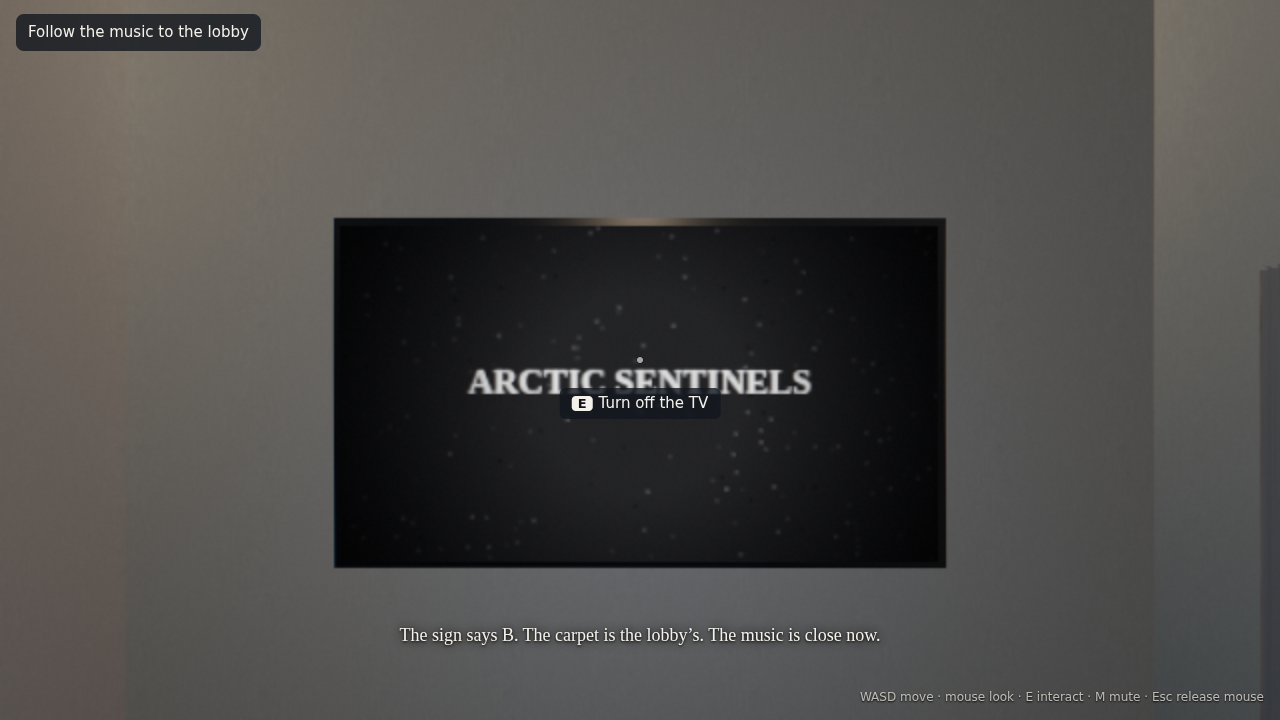 Follow the music to the lobby
ARCTIC SENTINELS
E Turn off the TV
The sign says B. The carpet is the lobby’s. The music is close now.
WASD move · mouse look · E interact · M mute · Esc release mouse